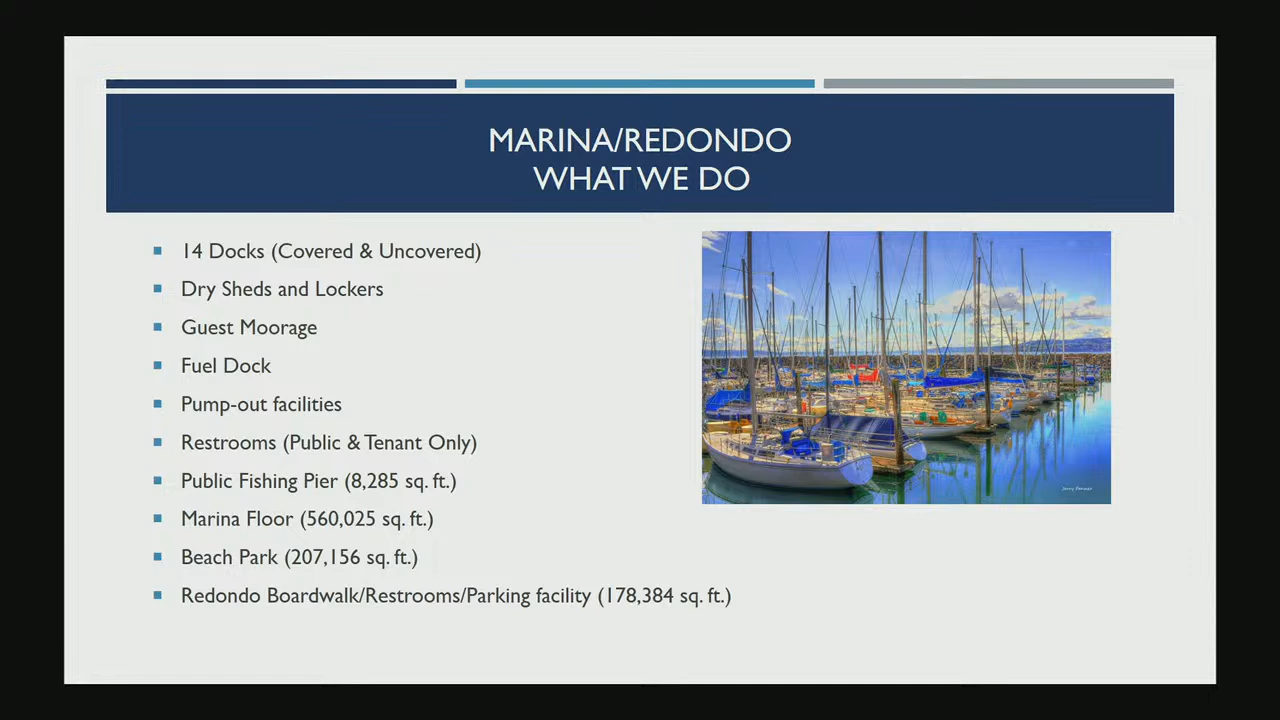 MARINA/REDONDO
WHAT WE DO
14 Docks (Covered & Uncovered)
Dry Sheds and Lockers
Guest Moorage
Fuel Dock
Pump-out facilities
Restrooms (Public & Tenant Only)
Public Fishing Pier (8,285 sq. ft.)
Marina Floor (560,025 sq. ft.)
Beach Park (207,156 sq. ft.)
Redondo Boardwalk/Restrooms/Parking facility (178,384 sq. ft.)